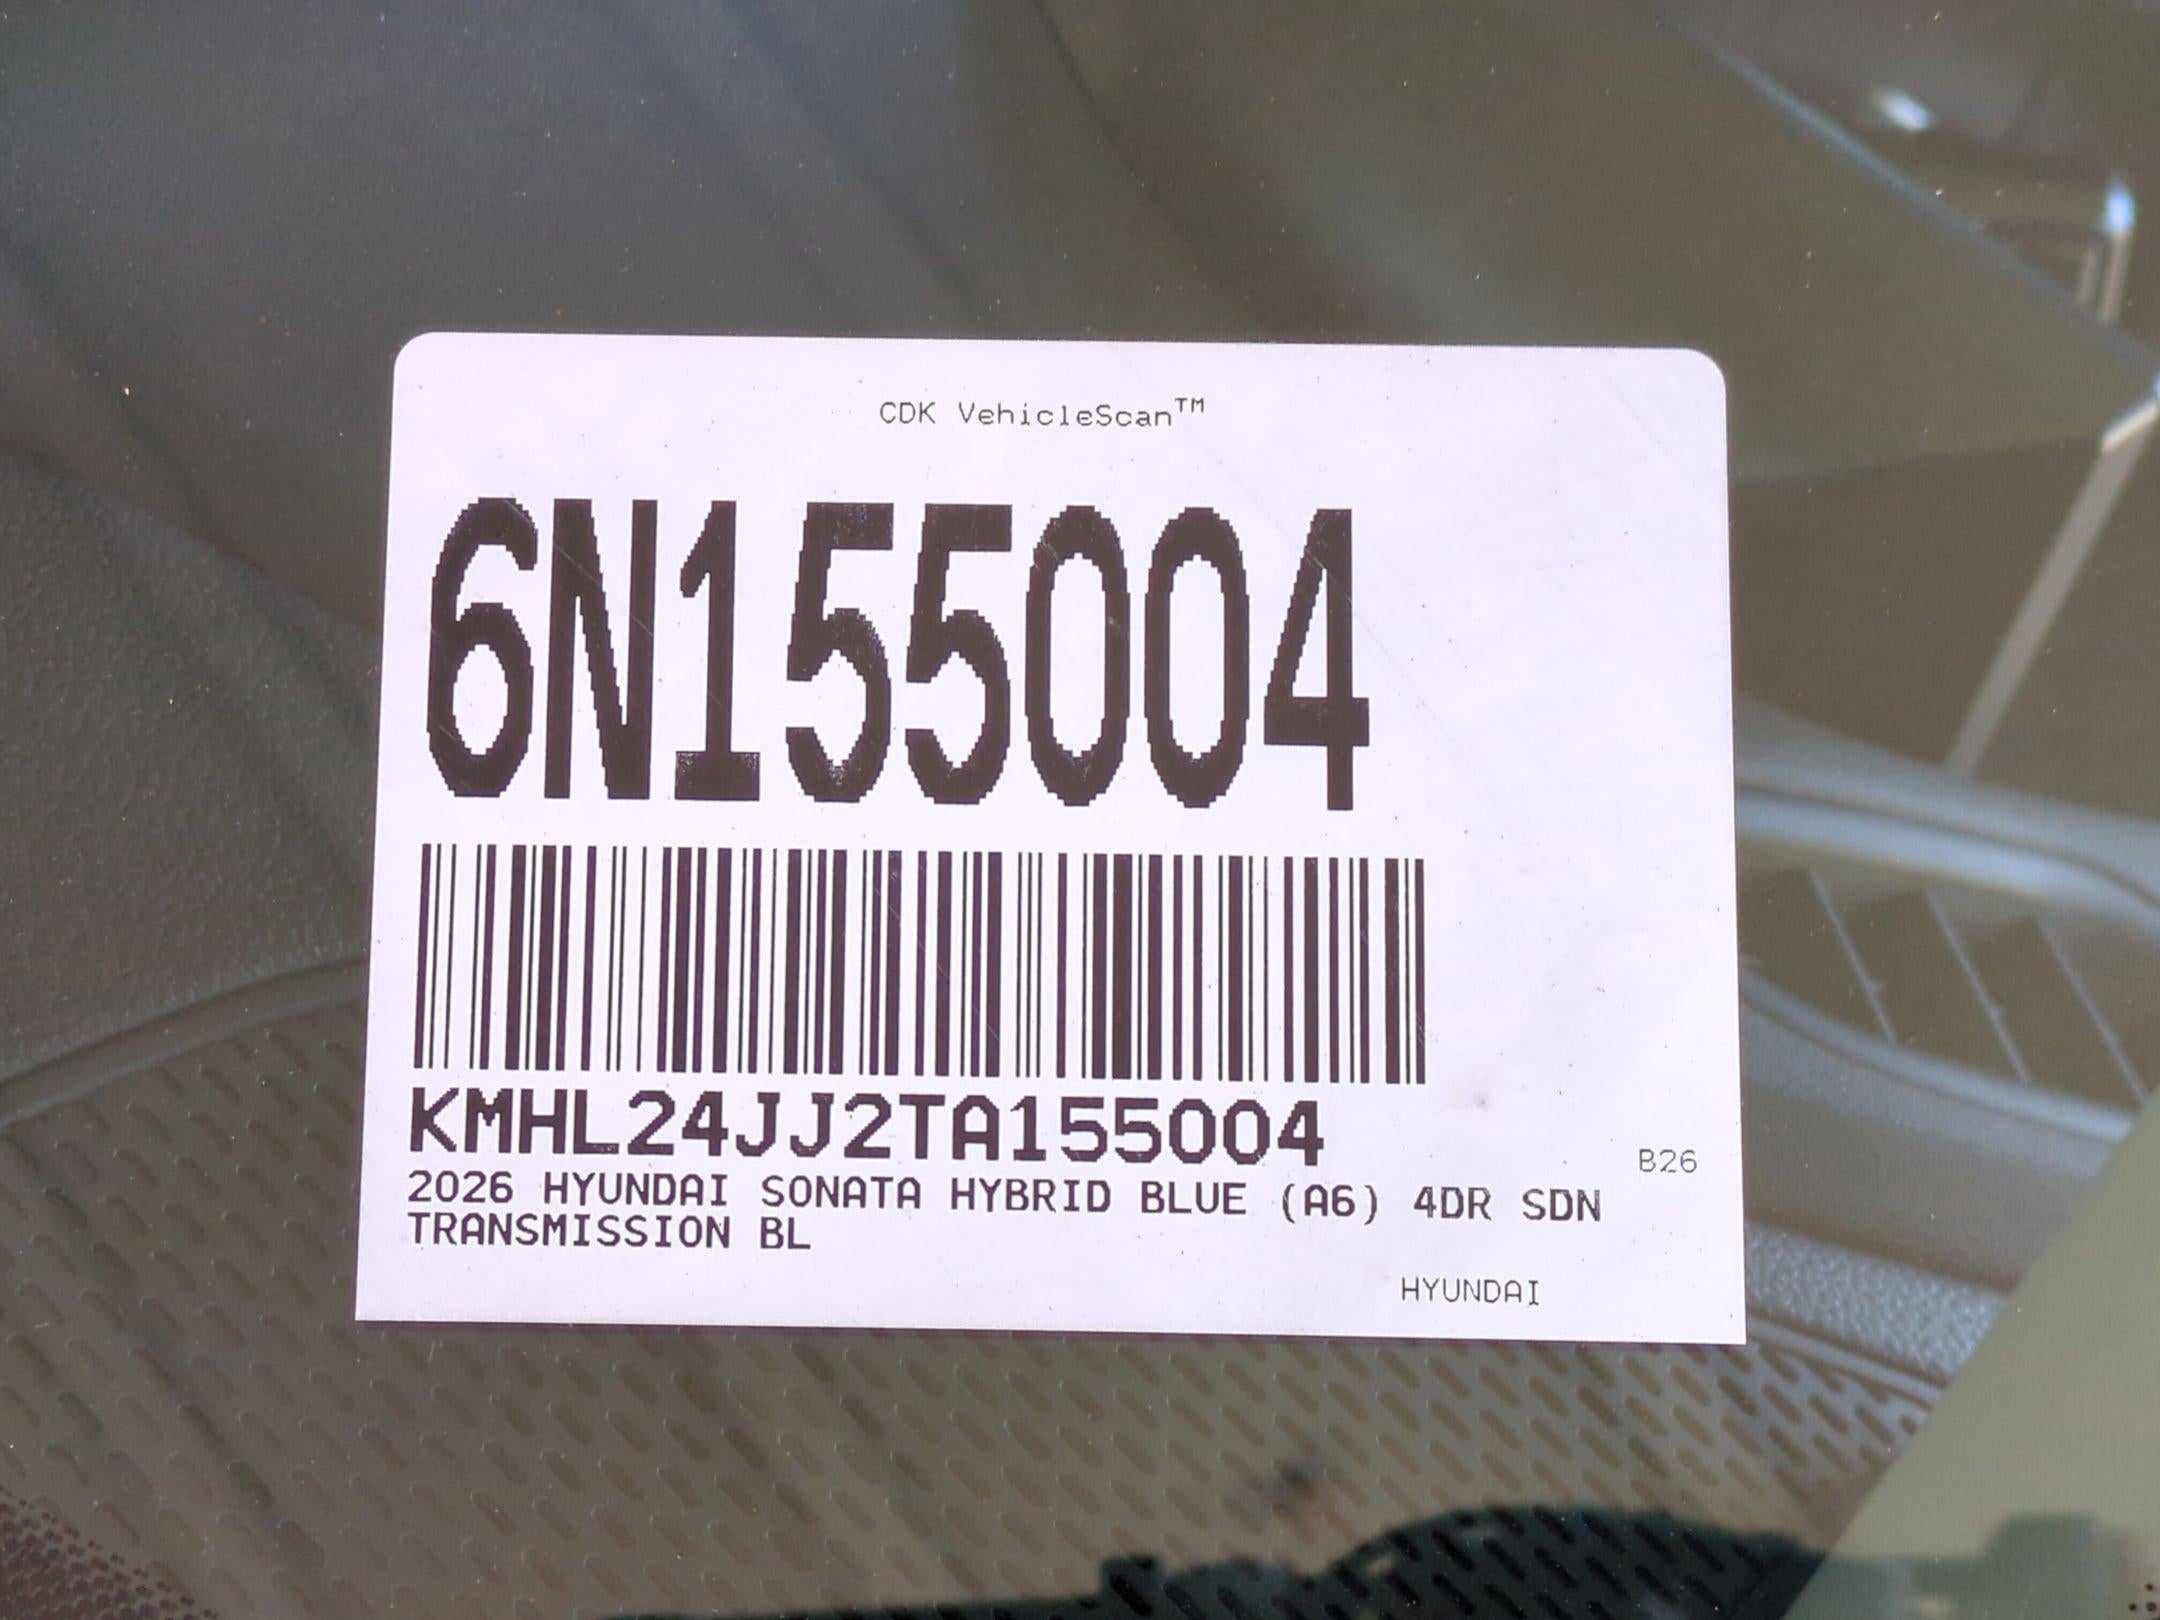 CDK VehicleScan™
6N155004
KMHL24JJ2TA155004
B26
2026 HYUNDAI SONATA HYBRID BLUE (A6) 4DR SDN
TRANSMISSION BL
HYUNDAI